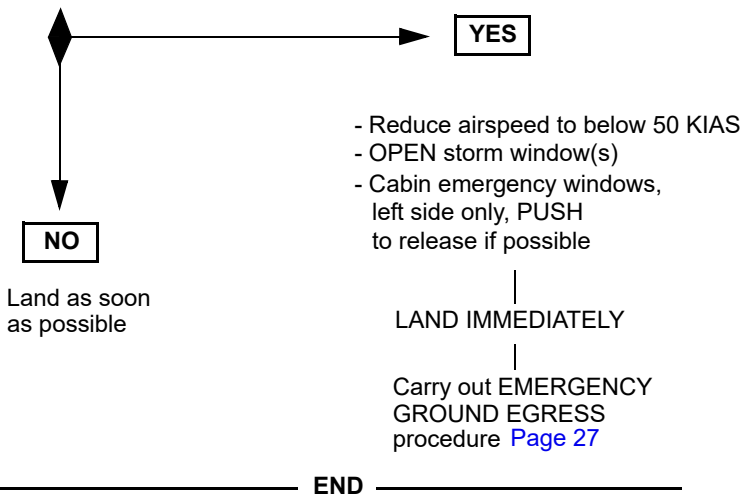 YES
- Reduce airspeed to below 50 KIAS
- OPEN storm window(s)
- Cabin emergency windows,
left side only, PUSH
to release if possible
NO
Land as soon
as possible
LAND IMMEDIATELY
Carry out EMERGENCY
GROUND EGRESS
procedure Page 27
END